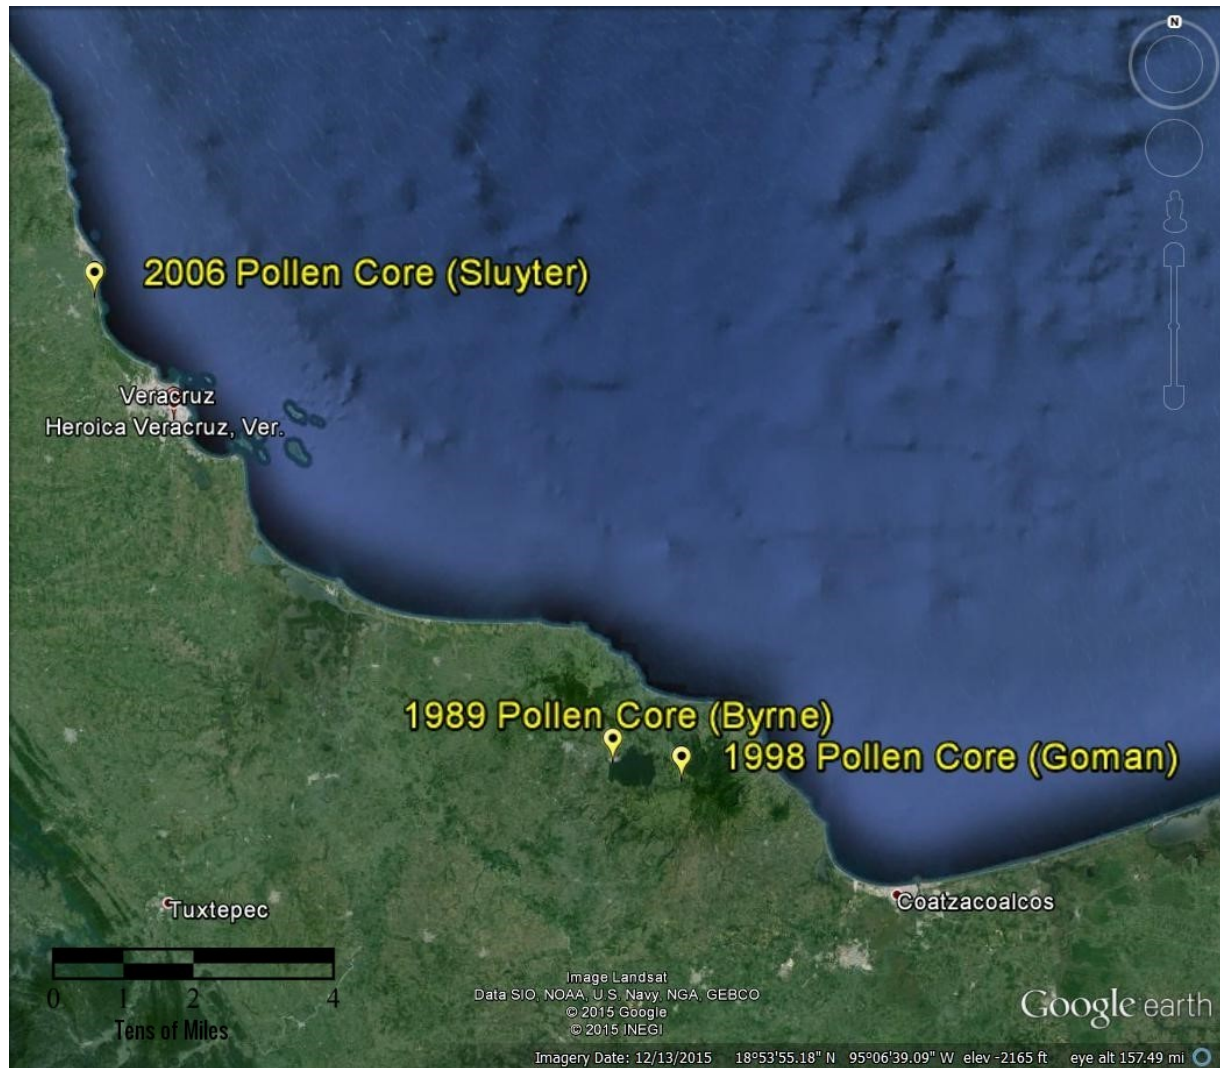 N
2006 Pollen Core (Sluyter)
Veracruz
Heroica Veracruz, Ver.
1989 Pollen Core (Byrne)
1998 Pollen Core (Goman)
Tuxtepec
Coatzacoalcos
0 1 2 4
Tens of Miles
Image Landsat
Data SIO, NOAA, U.S. Navy, NGA, GEBCO
© 2015 Google
© 2015 INEGI
Google earth
Imagery Date: 12/13/2015 18°53'55.18" N 95°06'39.09" W elev -2165 ft eye alt 157.49 mi